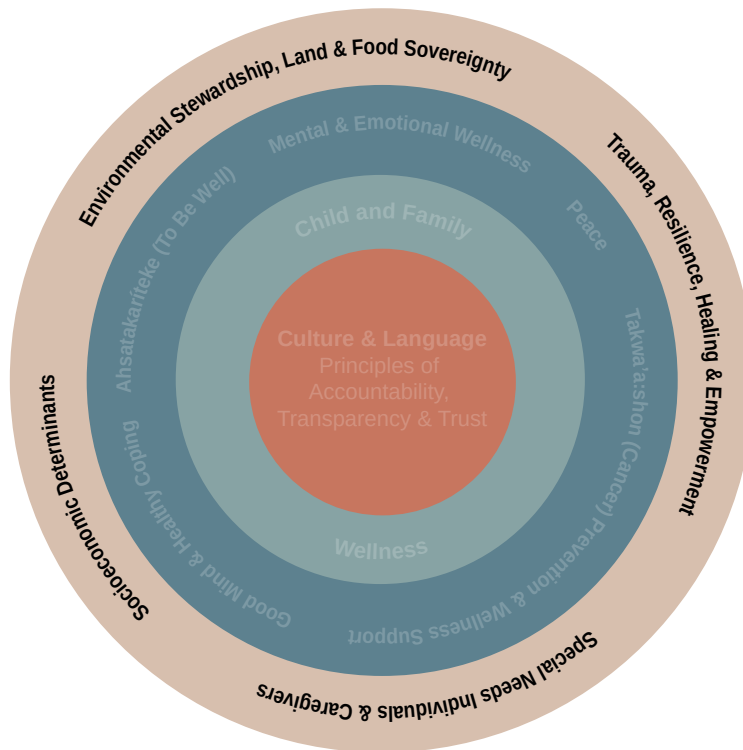 Environmental Stewardship, Land & Food Sovereignty
Trauma, Resilience, Healing & Empowerment
Special Needs Individuals & Caregivers
Socioeconomic Determinants
Mental & Emotional Wellness
Peace
Takwa'a:shon (Cancer) Prevention & Wellness Support
Good Mind & Healthy Coping
Ahsatakaríteke (To Be Well)
Child and Family
Wellness
Culture & Language
Principles of
Accountability,
Transparency & Trust